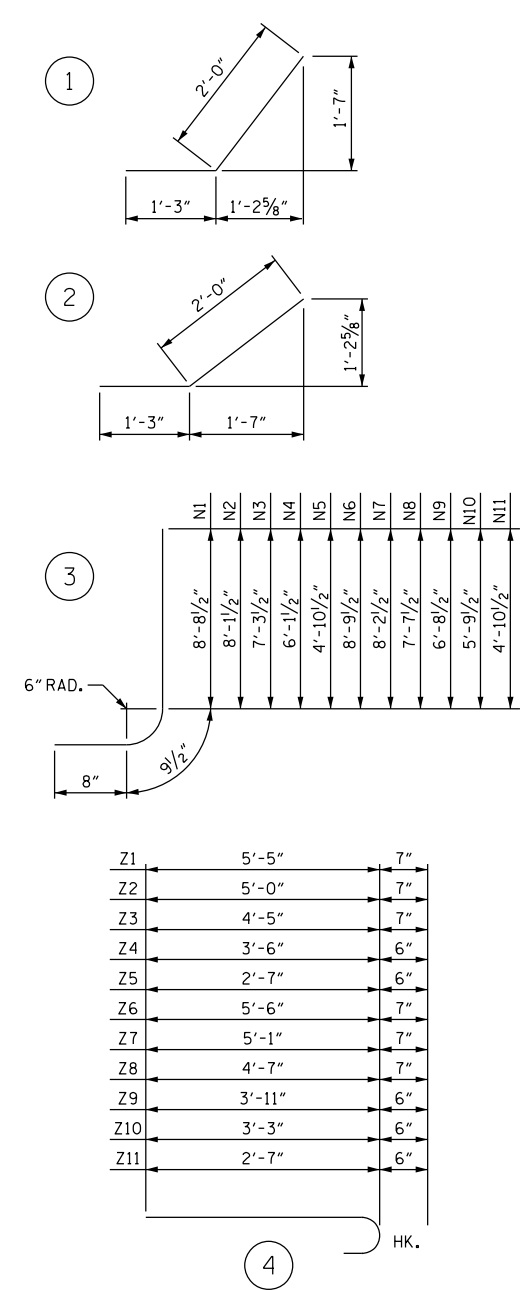 1
2'-0"
1'-7"
1'-3"
1'-2⅝"
2
2'-0"
1'-2⅝"
1'-3"
1'-7"
3
N1
N2
N3
N4
N5
N6
N7
N8
N9
N10
N11
8'-8½"
8'-1½"
7'-3½"
6'-1½"
4'-10½"
8'-9½"
8'-2½"
7'-7½"
6'-8½"
5'-9½"
4'-10½"
6" RAD.
8"
9½"
Z1 5'-5" 7"
Z2 5'-0" 7"
Z3 4'-5" 7"
Z4 3'-6" 6"
Z5 2'-7" 6"
Z6 5'-6" 7"
Z7 5'-1" 7"
Z8 4'-7" 7"
Z9 3'-11" 6"
Z10 3'-3" 6"
Z11 2'-7" 6"
HK.
4